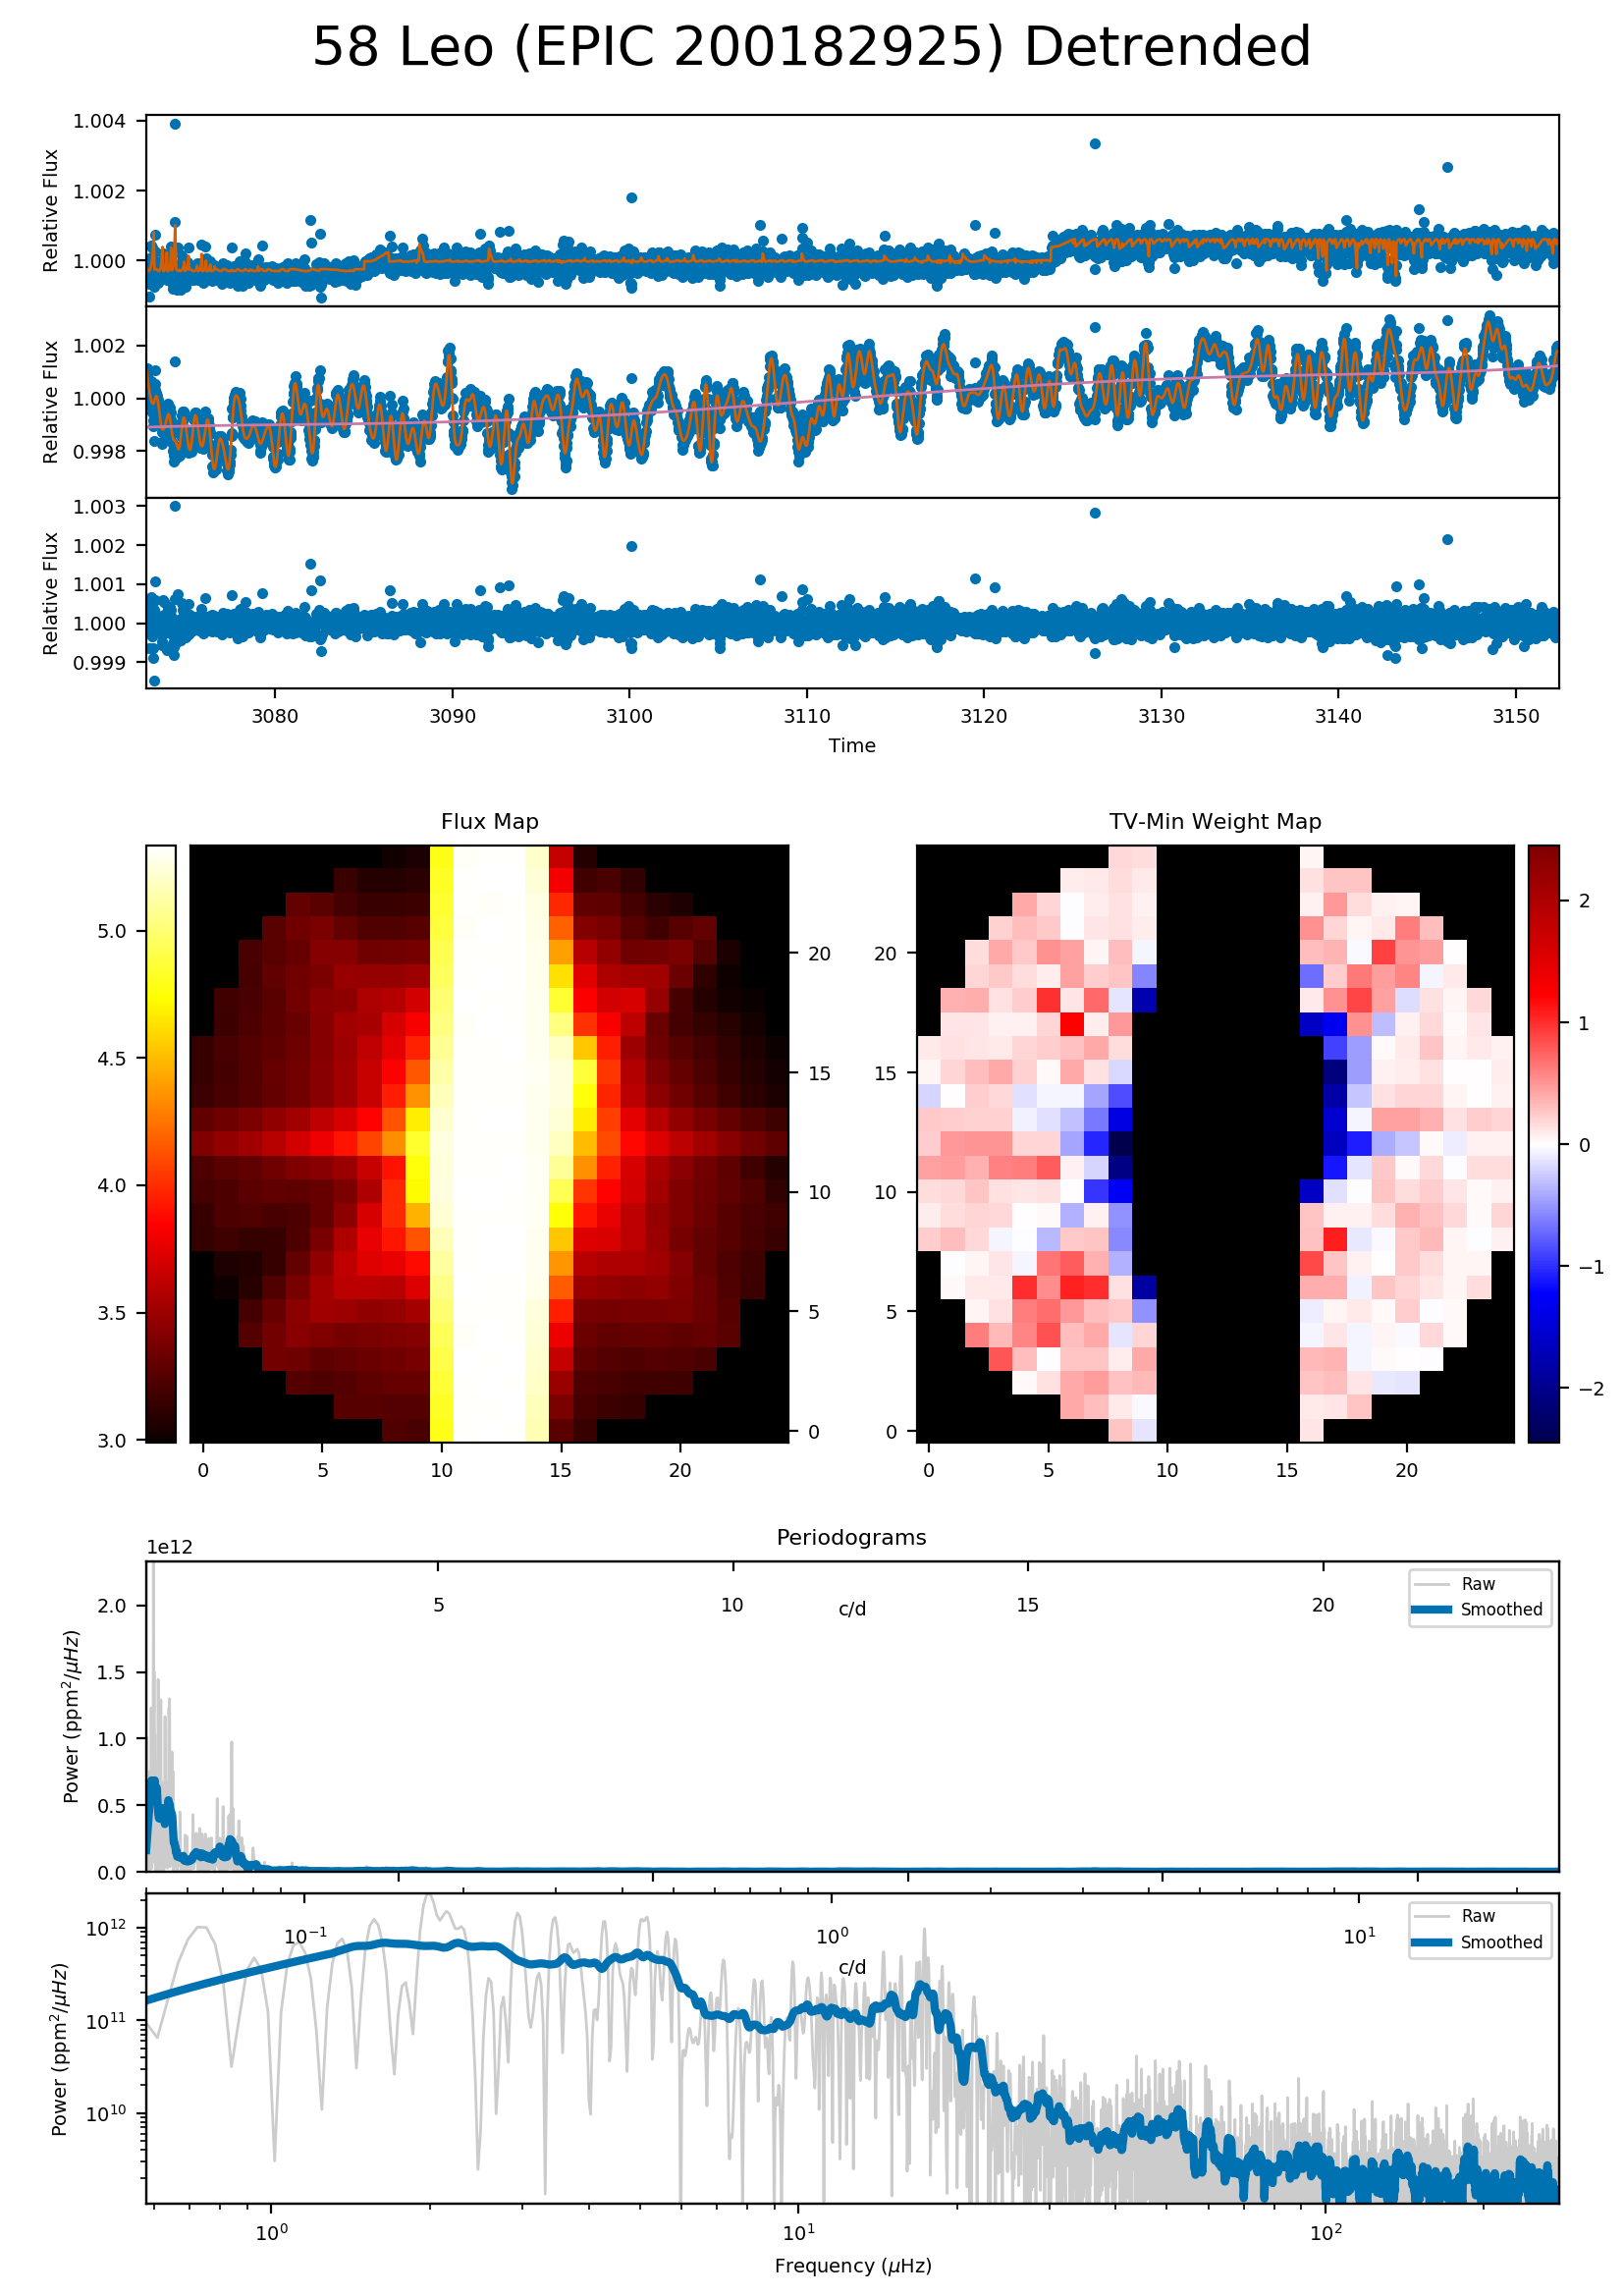 58 Leo (EPIC 200182925) Detrended
1.004
1.002
1.000
Relative Flux
1.002
1.000
0.998
Relative Flux
1.003
1.002
1.001
1.000
0.999
Relative Flux
3080 3090 3100 3110 3120 3130 3140 3150
Time
Flux Map
5.0
4.5
4.0
3.5
3.0
20
15
10
5
0
0 5 10 15 20
TV-Min Weight Map
20
15
10
5
0
0 5 10 15 20
2
1
0
−1
−2
Periodograms
1e12
2.0
1.5
1.0
0.5
0.0
Power (ppm²/μHz)
5 10 15 20
c/d
Raw
Smoothed
10¹²
10¹¹
10¹⁰
Power (ppm²/μHz)
10⁻¹ 10⁰ 10¹
c/d
Raw
Smoothed
10⁰ 10¹ 10²
Frequency (μHz)